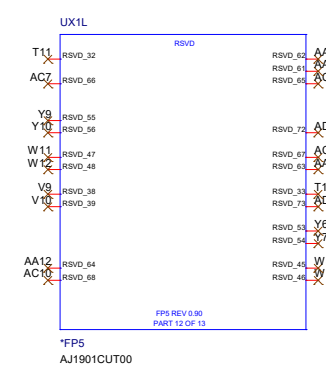 UX1L
RSVD
T11 RSVD_32 RSVD_62
RSVD_61
AC7 RSVD_66 RSVD_65
Y9 RSVD_55
Y10 RSVD_56 RSVD_72
W11 RSVD_47 RSVD_67
W12 RSVD_48 RSVD_63
V9 RSVD_38 RSVD_33
V10 RSVD_39 RSVD_73
RSVD_53 Y6
RSVD_54 Y7
AA12 RSVD_64 RSVD_45
AC10 RSVD_68 RSVD_46
FP5 REV 0.90
PART 12 OF 13
*FP5
AJ1901CUT00